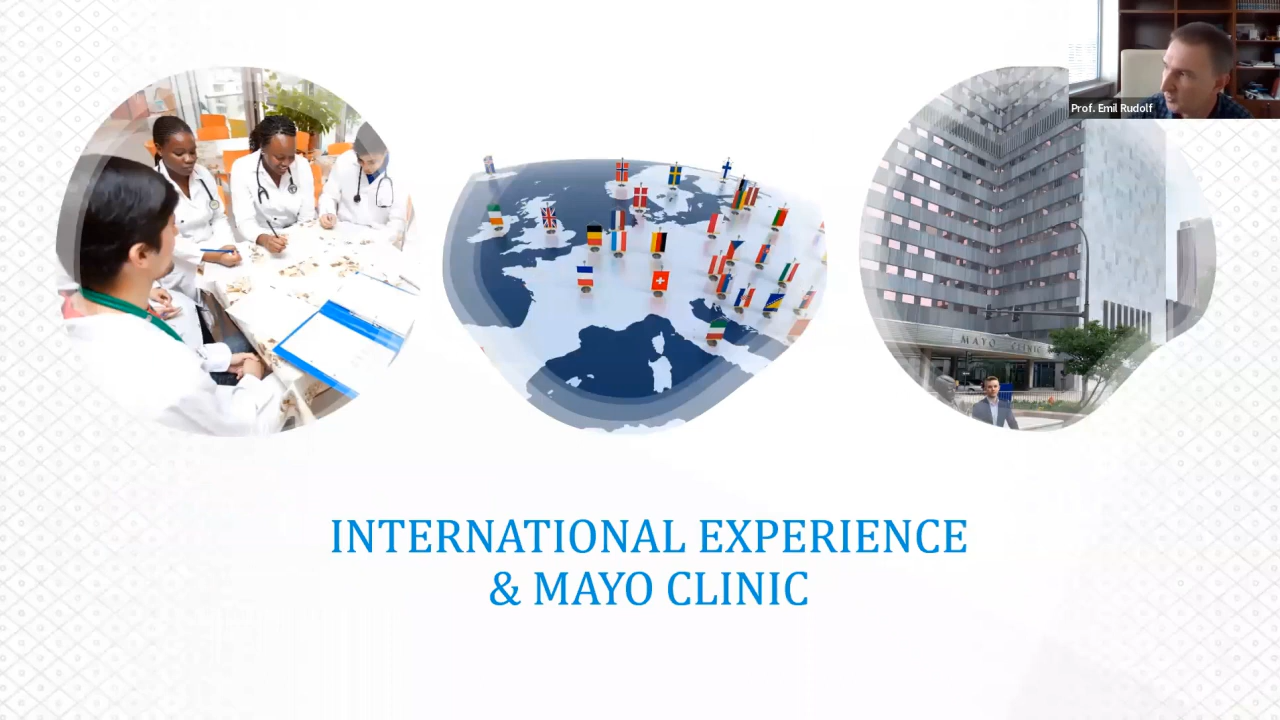 Prof. Emil Rudolf
MAYO CLINIC
INTERNATIONAL EXPERIENCE
& MAYO CLINIC